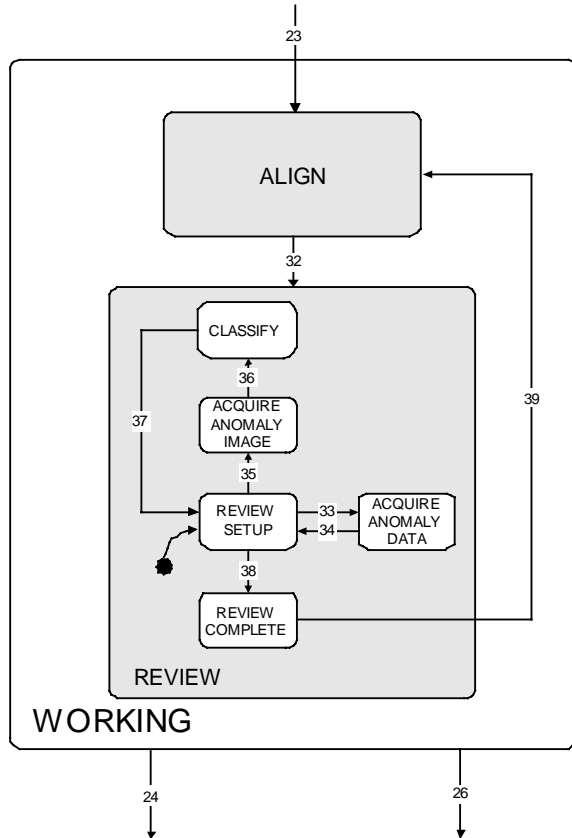 23
ALIGN
32
CLASSIFY
36
37
39
ACQUIRE
ANOMALY
IMAGE
35
REVIEW
SETUP
33
34
ACQUIRE
ANOMALY
DATA
38
REVIEW
COMPLETE
REVIEW
WORKING
24
26